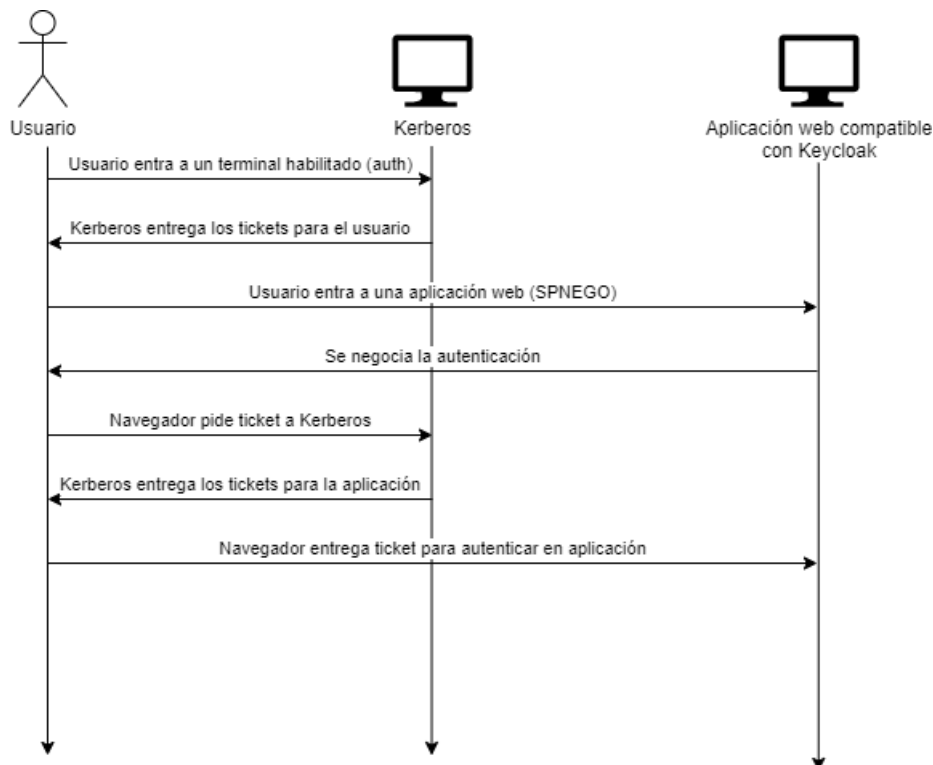 Usuario
Kerberos
Aplicación web compatible
con Keycloak
Usuario entra a un terminal habilitado (auth)
Kerberos entrega los tickets para el usuario
Usuario entra a una aplicación web (SPNEGO)
Se negocia la autenticación
Navegador pide ticket a Kerberos
Kerberos entrega los tickets para la aplicación
Navegador entrega ticket para autenticar en aplicación